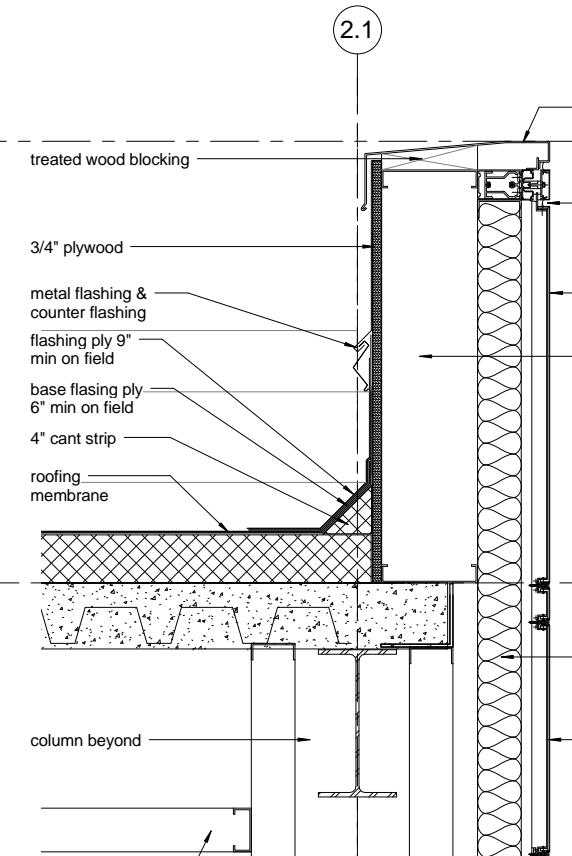 2.1
treated wood blocking
3/4" plywood
metal flashing &
counter flashing
flashing ply 9"
min on field
base flasing ply
6" min on field
4" cant strip
roofing
membrane
column beyond